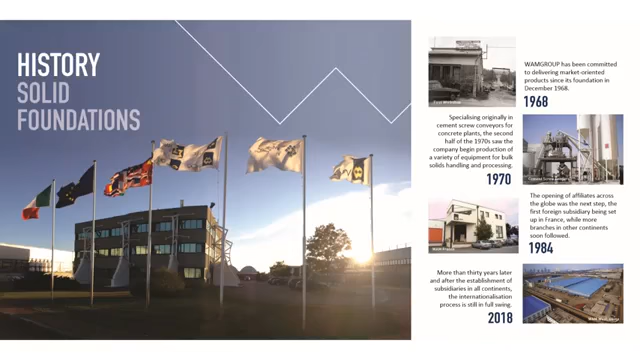 HISTORY
SOLID
FOUNDATIONS
First Workshop
WAMGROUP has been committed
to delivering market-oriented
products since its foundation in
December 1968.
1968
Specialising originally in
cement screw conveyors for
concrete plants, the second
half of the 1970s saw the
company begin production of
a variety of equipment for bulk
solids handling and processing.
1970
The opening of affiliates across
the globe was the next step, the
first foreign subsidiary being set
up in France, while more
branches in other continents
soon followed.
1984
More than thirty years later
and after the establishment of
subsidiaries in all continents,
the internationalisation
process is still in full swing.
2018